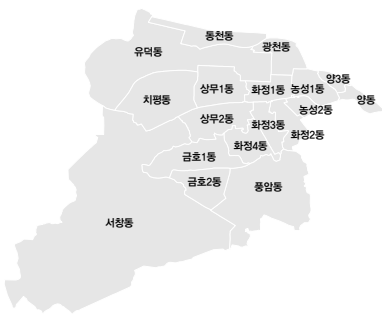 동천동
광천동
유덕동
양3동
상무1동
화정1동
농성1동
치평동
양동
농성2동
상무2동
화정3동
화정2동
화정4동
금호1동
금호2동
풍암동
서창동